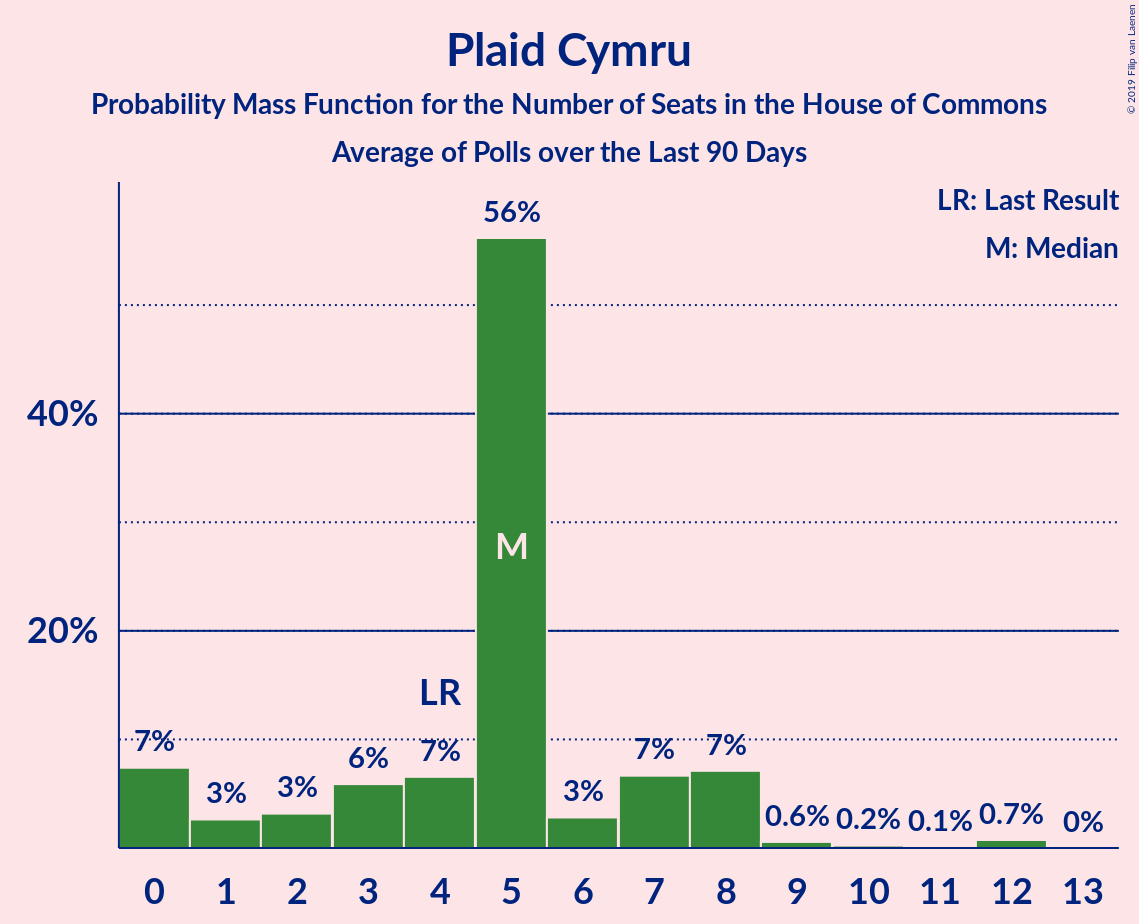 Plaid Cymru
Probability Mass Function for the Number of Seats in the House of Commons
Average of Polls over the Last 90 Days
© 2019 Filip van Laenen
LR: Last Result
M: Median
56%
40%
M
20%
LR
7%
3%
3%
6%
7%
3%
7%
7%
0.6%
0.2%
0.1%
0.7%
0%
0 1 2 3 4 5 6 7 8 9 10 11 12 13